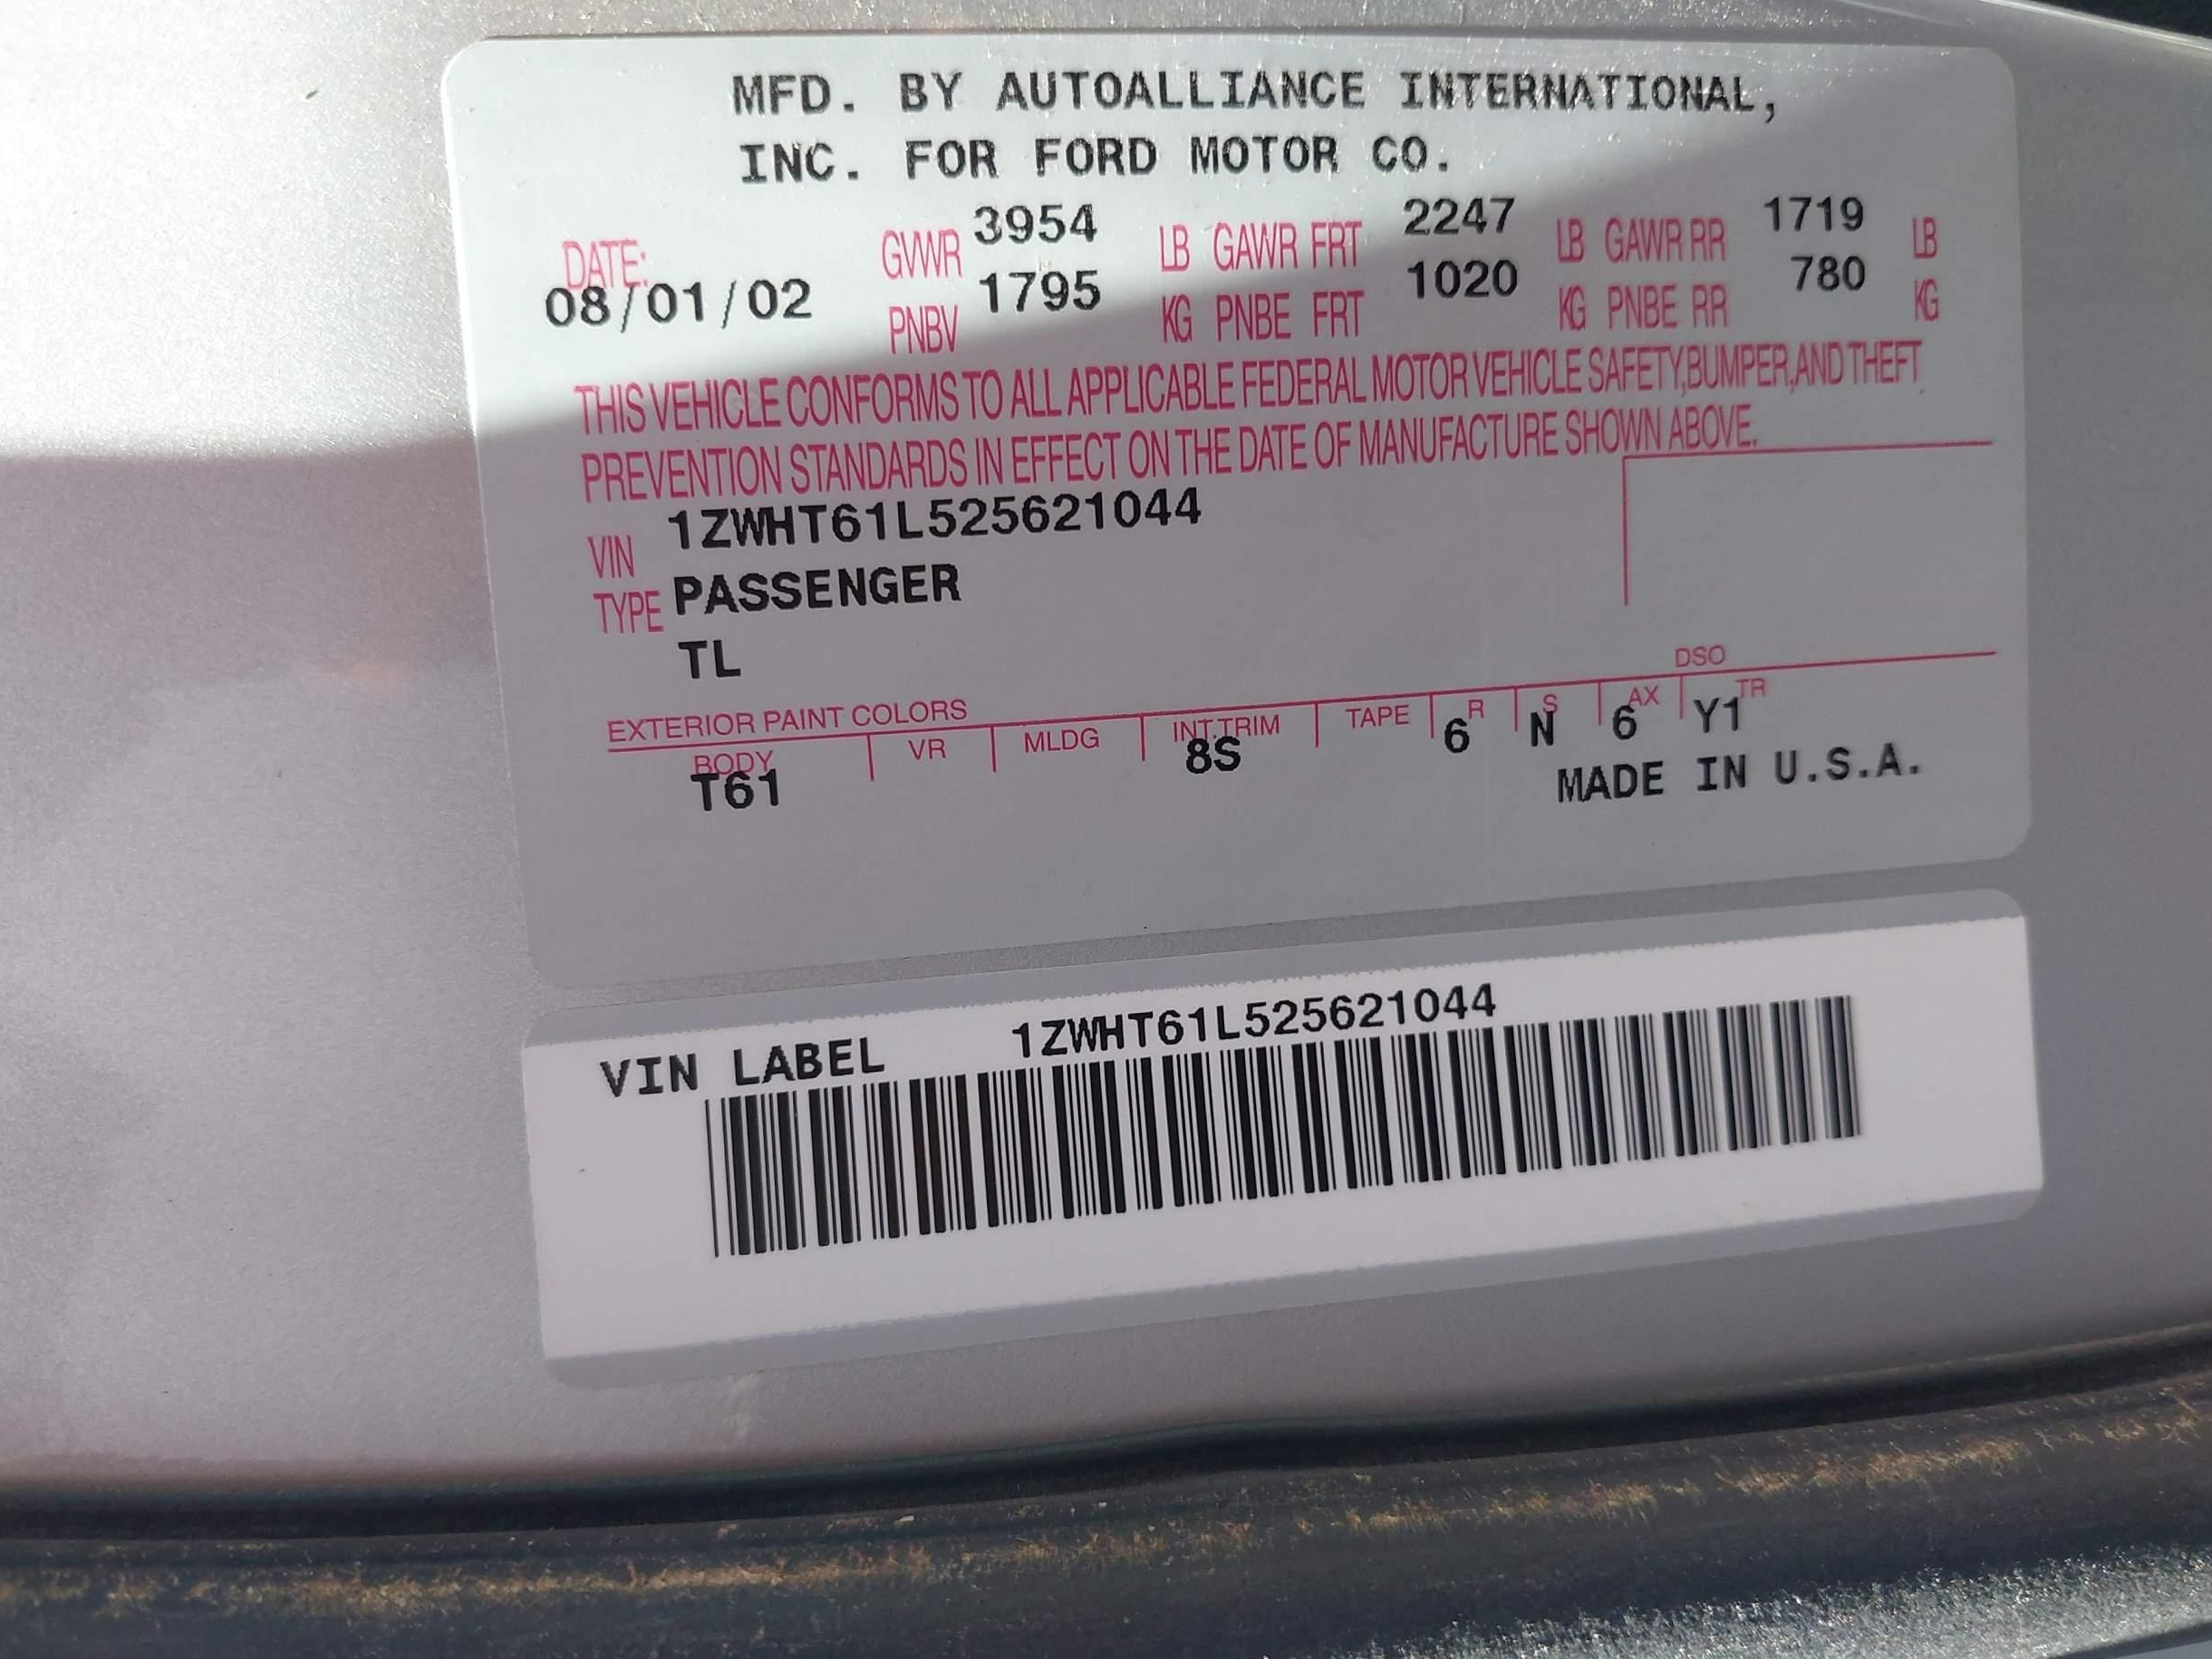 MFD. BY AUTOALLIANCE INTERNATIONAL,
INC. FOR FORD MOTOR CO.
DATE: 08/01/02
GVWR 3954 LB GAWR FRT 2247 LB GAWR RR 1719 LB
PNBV 1795 KG PNBE FRT 1020 KG PNBE RR 780 KG
THIS VEHICLE CONFORMS TO ALL APPLICABLE FEDERAL MOTOR VEHICLE SAFETY,BUMPER,AND THEFT
PREVENTION STANDARDS IN EFFECT ON THE DATE OF MANUFACTURE SHOWN ABOVE.
VIN 1ZWHT61L525621044
TYPE PASSENGER
TL
DSO
EXTERIOR PAINT COLORS
BODY VR MLDG INT.TRIM TAPE R S AX TR
T61 8S 6 N 6 Y1
MADE IN U.S.A.
VIN LABEL 1ZWHT61L525621044